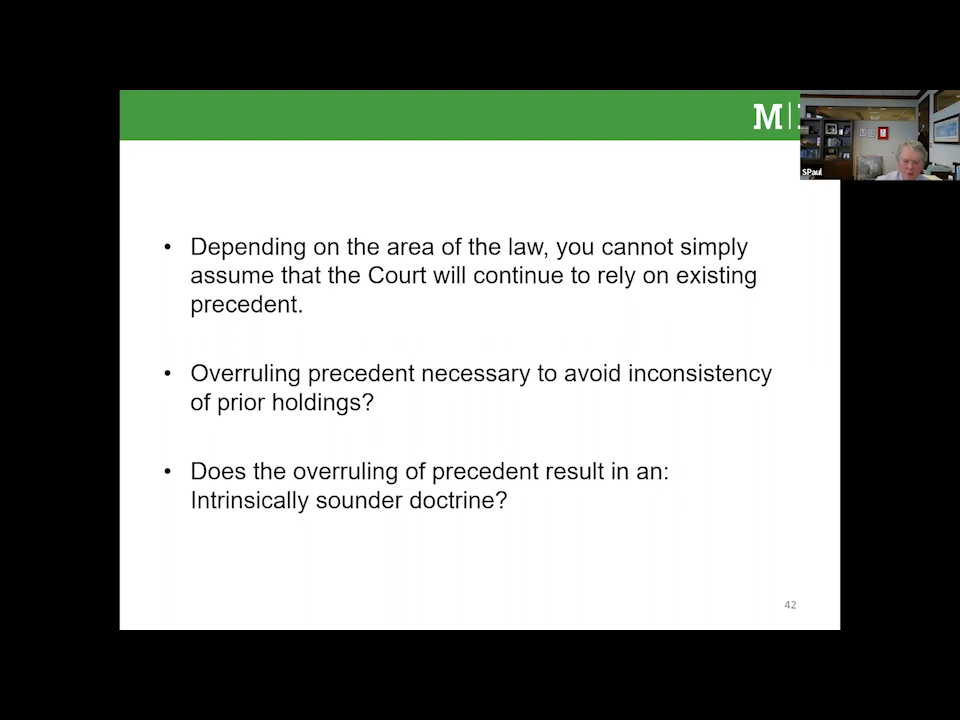 M
SPaul
• Depending on the area of the law, you cannot simply
assume that the Court will continue to rely on existing
precedent.
• Overruling precedent necessary to avoid inconsistency
of prior holdings?
• Does the overruling of precedent result in an:
Intrinsically sounder doctrine?
42